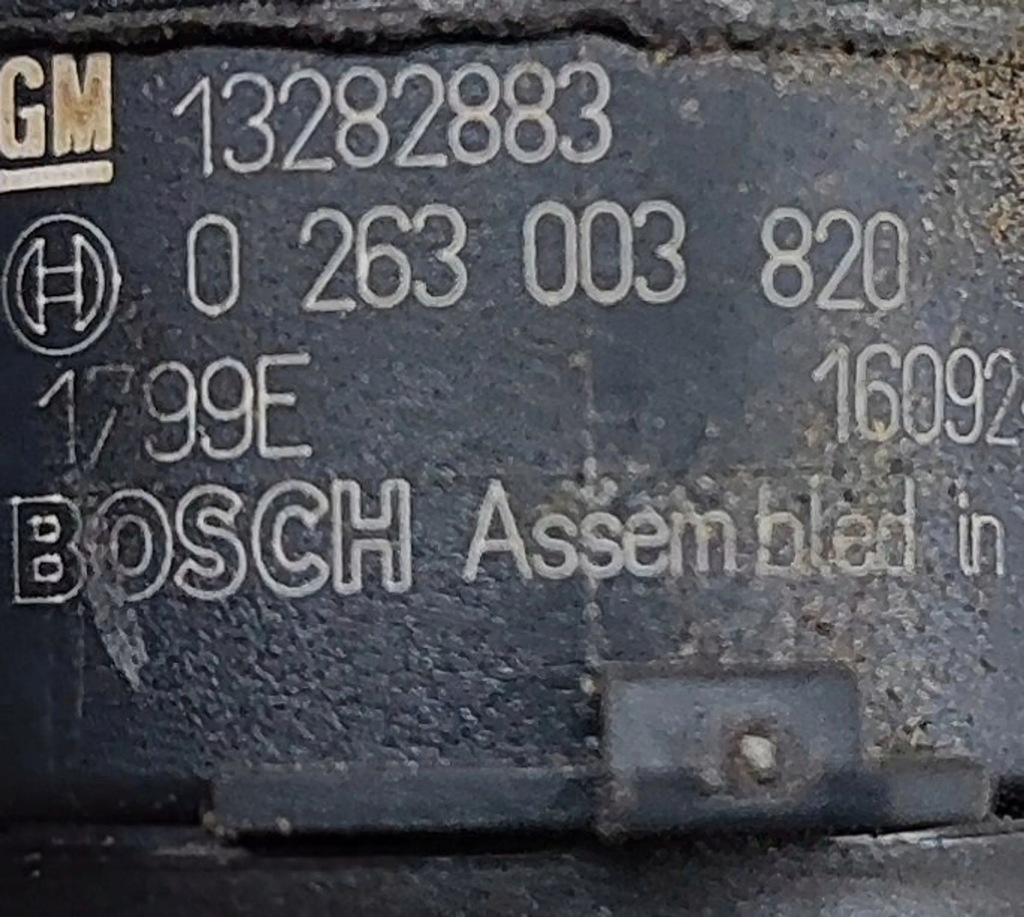 GM 13282883
0 263 003 820
1799E 16092
BOSCH Assembled in